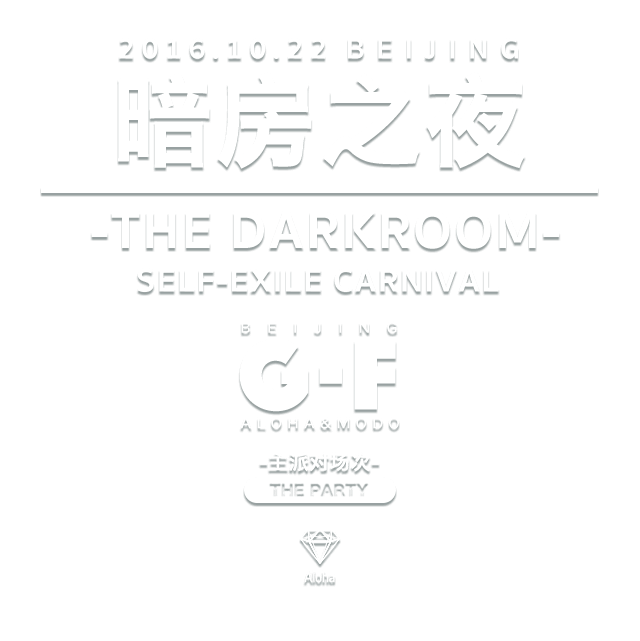 2016.10.22 BEIJING
暗房之夜
-THE DARKROOM-
SELF-EXILE CARNIVAL
BEIJING
G-F
ALOHA&MODO
-主派对场次-
THE PARTY
Aloha